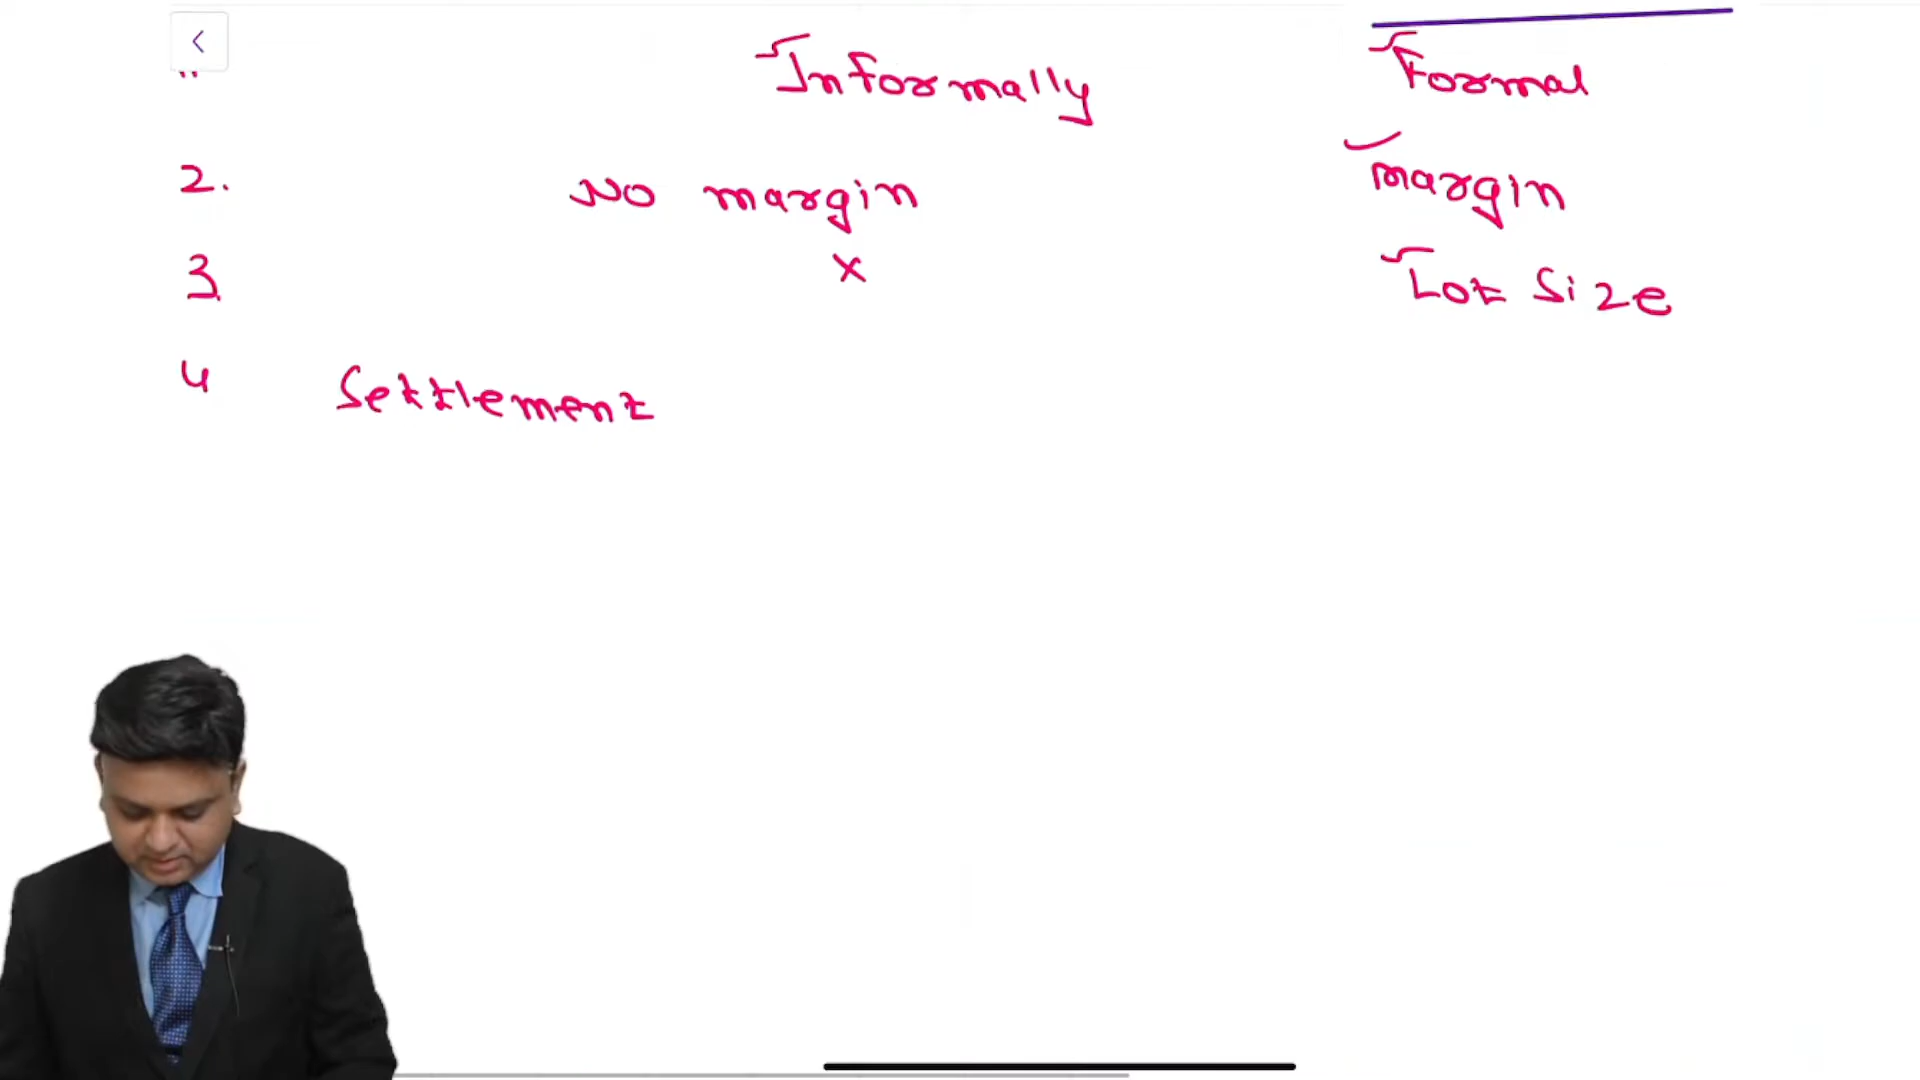 Informally Formal
2. No margin margin
3. x Lot Size
4 Settlement